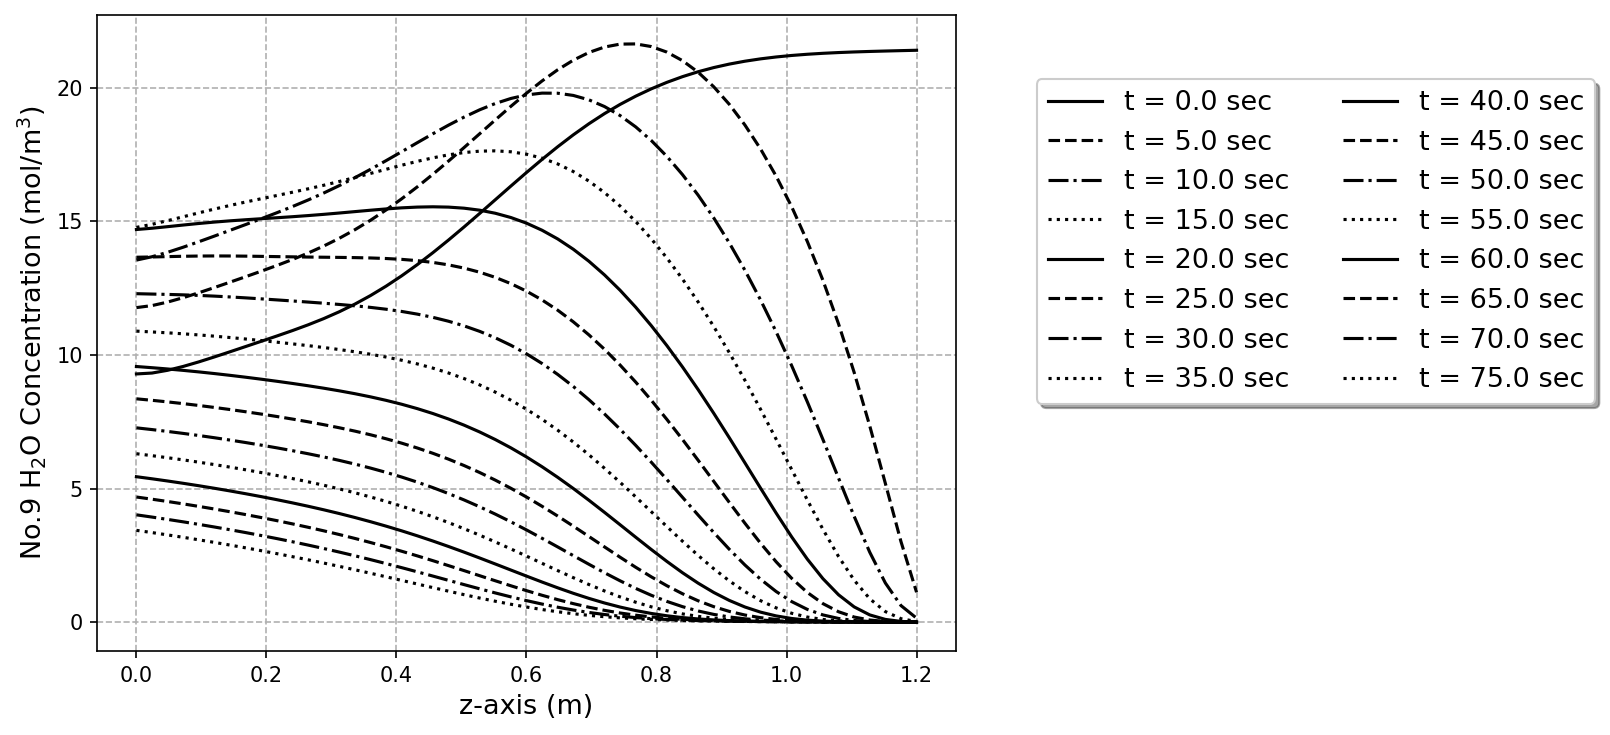 No.9 H₂O Concentration (mol/m³)
20
15
10
5
0
0.0 0.2 0.4 0.6 0.8 1.0 1.2
z-axis (m)
t = 0.0 sec
t = 5.0 sec
t = 10.0 sec
t = 15.0 sec
t = 20.0 sec
t = 25.0 sec
t = 30.0 sec
t = 35.0 sec
t = 40.0 sec
t = 45.0 sec
t = 50.0 sec
t = 55.0 sec
t = 60.0 sec
t = 65.0 sec
t = 70.0 sec
t = 75.0 sec